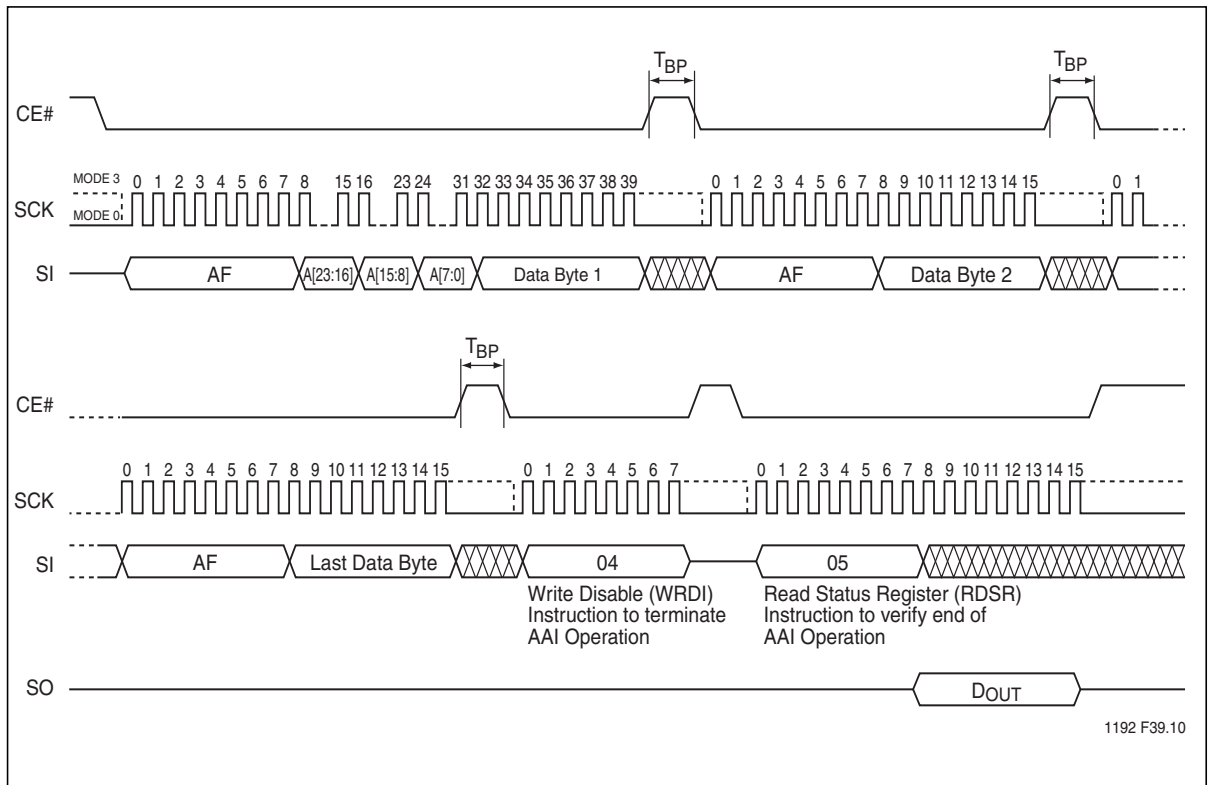 TBP TBP
CE#
MODE 3 0 1 2 3 4 5 6 7 8 15 16 23 24 31 32 33 34 35 36 37 38 39 0 1 2 3 4 5 6 7 8 9 10 11 12 13 14 15 0 1
SCK
MODE 0
SI AF A[23:16] A[15:8] A[7:0] Data Byte 1 AF Data Byte 2
TBP
CE#
0 1 2 3 4 5 6 7 8 9 10 11 12 13 14 15 0 1 2 3 4 5 6 7 0 1 2 3 4 5 6 7 8 9 10 11 12 13 14 15
SCK
SI AF Last Data Byte 04 05
Write Disable (WRDI)
Instruction to terminate
AAI Operation
Read Status Register (RDSR)
Instruction to verify end of
AAI Operation
SO DOUT
1192 F39.10